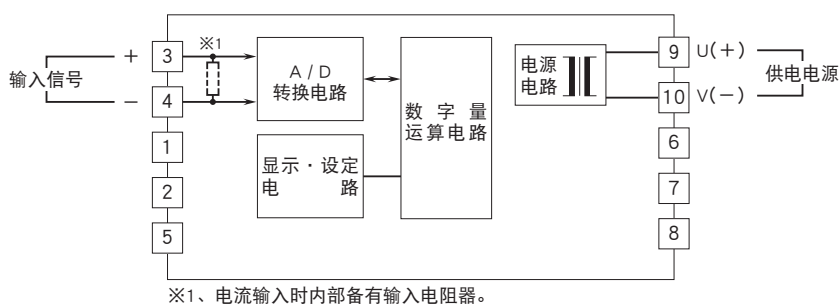 输入信号
+ 3 ※1
− 4
1
2
5
A / D
转换电路
显示·设定
电 路
数 字 量
运算电路
电源
电路
9 U(+)
10 V(−)
供电电源
6
7
8
※1、电流输入时内部备有输入电阻器。